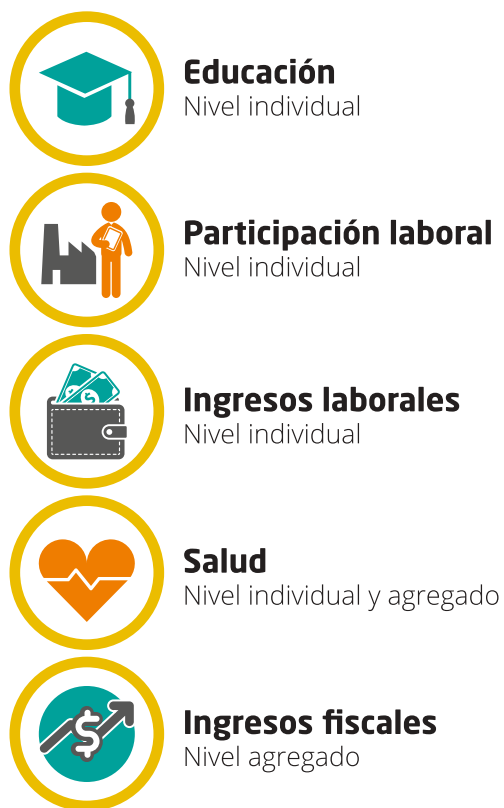 Educación
Nivel individual
Participación laboral
Nivel individual
Ingresos laborales
Nivel individual
Salud
Nivel individual y agregado
$
Ingresos fiscales
Nivel agregado